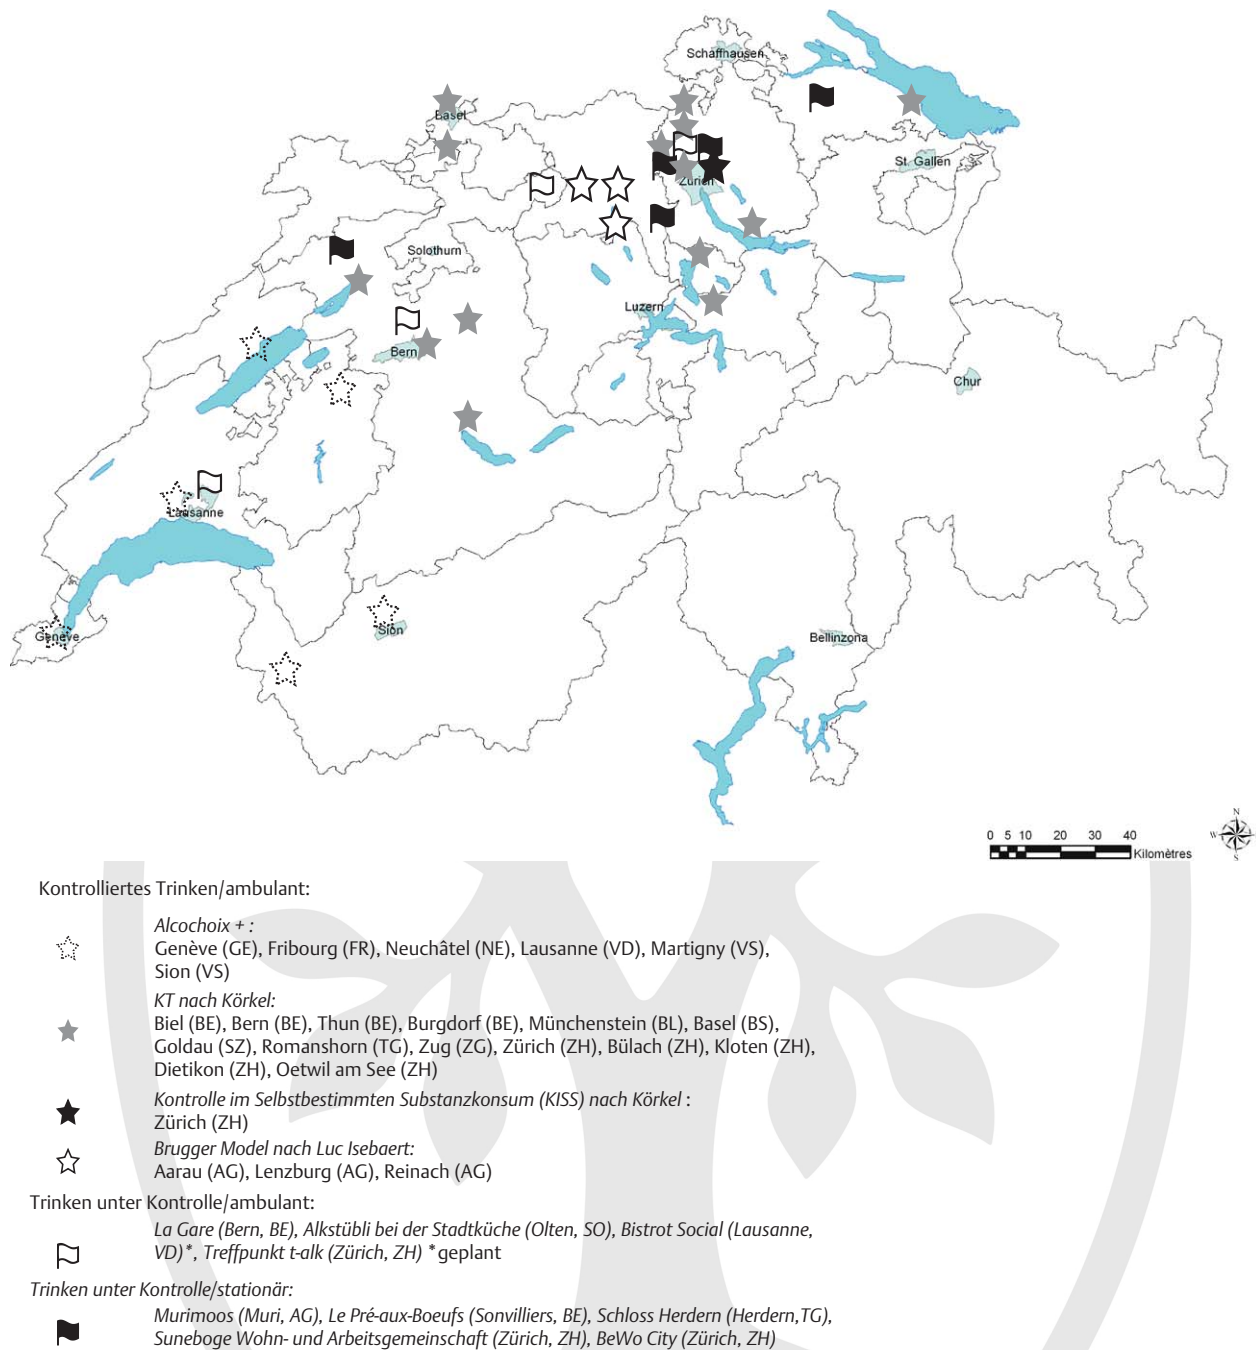 Schaffhausen
Basel
St. Gallen
Zürich
Solothurn
Luzern
Bern
Chur
Lausanne
Genève
Sion
Bellinzona
0 5 10 20 30 40
Kilomètres
N
W
S
Kontrolliertes Trinken/ambulant:
Alcochoix + :
Genève (GE), Fribourg (FR), Neuchâtel (NE), Lausanne (VD), Martigny (VS),
Sion (VS)
KT nach Körkel:
Biel (BE), Bern (BE), Thun (BE), Burgdorf (BE), Münchenstein (BL), Basel (BS),
Goldau (SZ), Romanshorn (TG), Zug (ZG), Zürich (ZH), Bülach (ZH), Kloten (ZH),
Dietikon (ZH), Oetwil am See (ZH)
Kontrolle im Selbstbestimmten Substanzkonsum (KISS) nach Körkel :
Zürich (ZH)
Brugger Model nach Luc Isebaert:
Aarau (AG), Lenzburg (AG), Reinach (AG)
Trinken unter Kontrolle/ambulant:
La Gare (Bern, BE), Alkstübli bei der Stadtküche (Olten, SO), Bistrot Social (Lausanne,
VD)*, Treffpunkt t-alk (Zürich, ZH) *geplant
Trinken unter Kontrolle/stationär:
Murimoos (Muri, AG), Le Pré-aux-Boeufs (Sonvilliers, BE), Schloss Herdern (Herdern,TG),
Suneboge Wohn- und Arbeitsgemeinschaft (Zürich, ZH), BeWo City (Zürich, ZH)